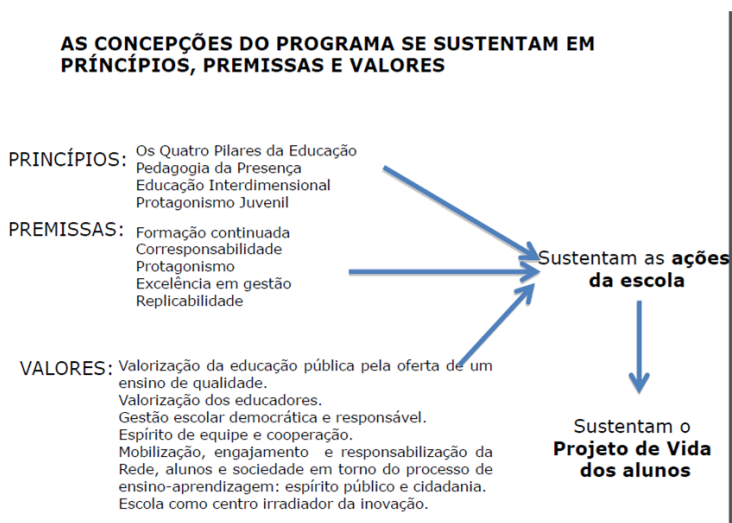 AS CONCEPÇÕES DO PROGRAMA SE SUSTENTAM EM
PRÍNCÍPIOS, PREMISSAS E VALORES
PRINCÍPIOS:
Os Quatro Pilares da Educação
Pedagogia da Presença
Educação Interdimensional
Protagonismo Juvenil
PREMISSAS:
Formação continuada
Corresponsabilidade
Protagonismo
Excelência em gestão
Replicabilidade
VALORES:
Valorização da educação pública pela oferta de um
ensino de qualidade.
Valorização dos educadores.
Gestão escolar democrática e responsável.
Espírito de equipe e cooperação.
Mobilização, engajamento e responsabilização da
Rede, alunos e sociedade em torno do processo de
ensino-aprendizagem: espírito público e cidadania.
Escola como centro irradiador da inovação.
Sustentam as ações
da escola
Sustentam o
Projeto de Vida
dos alunos